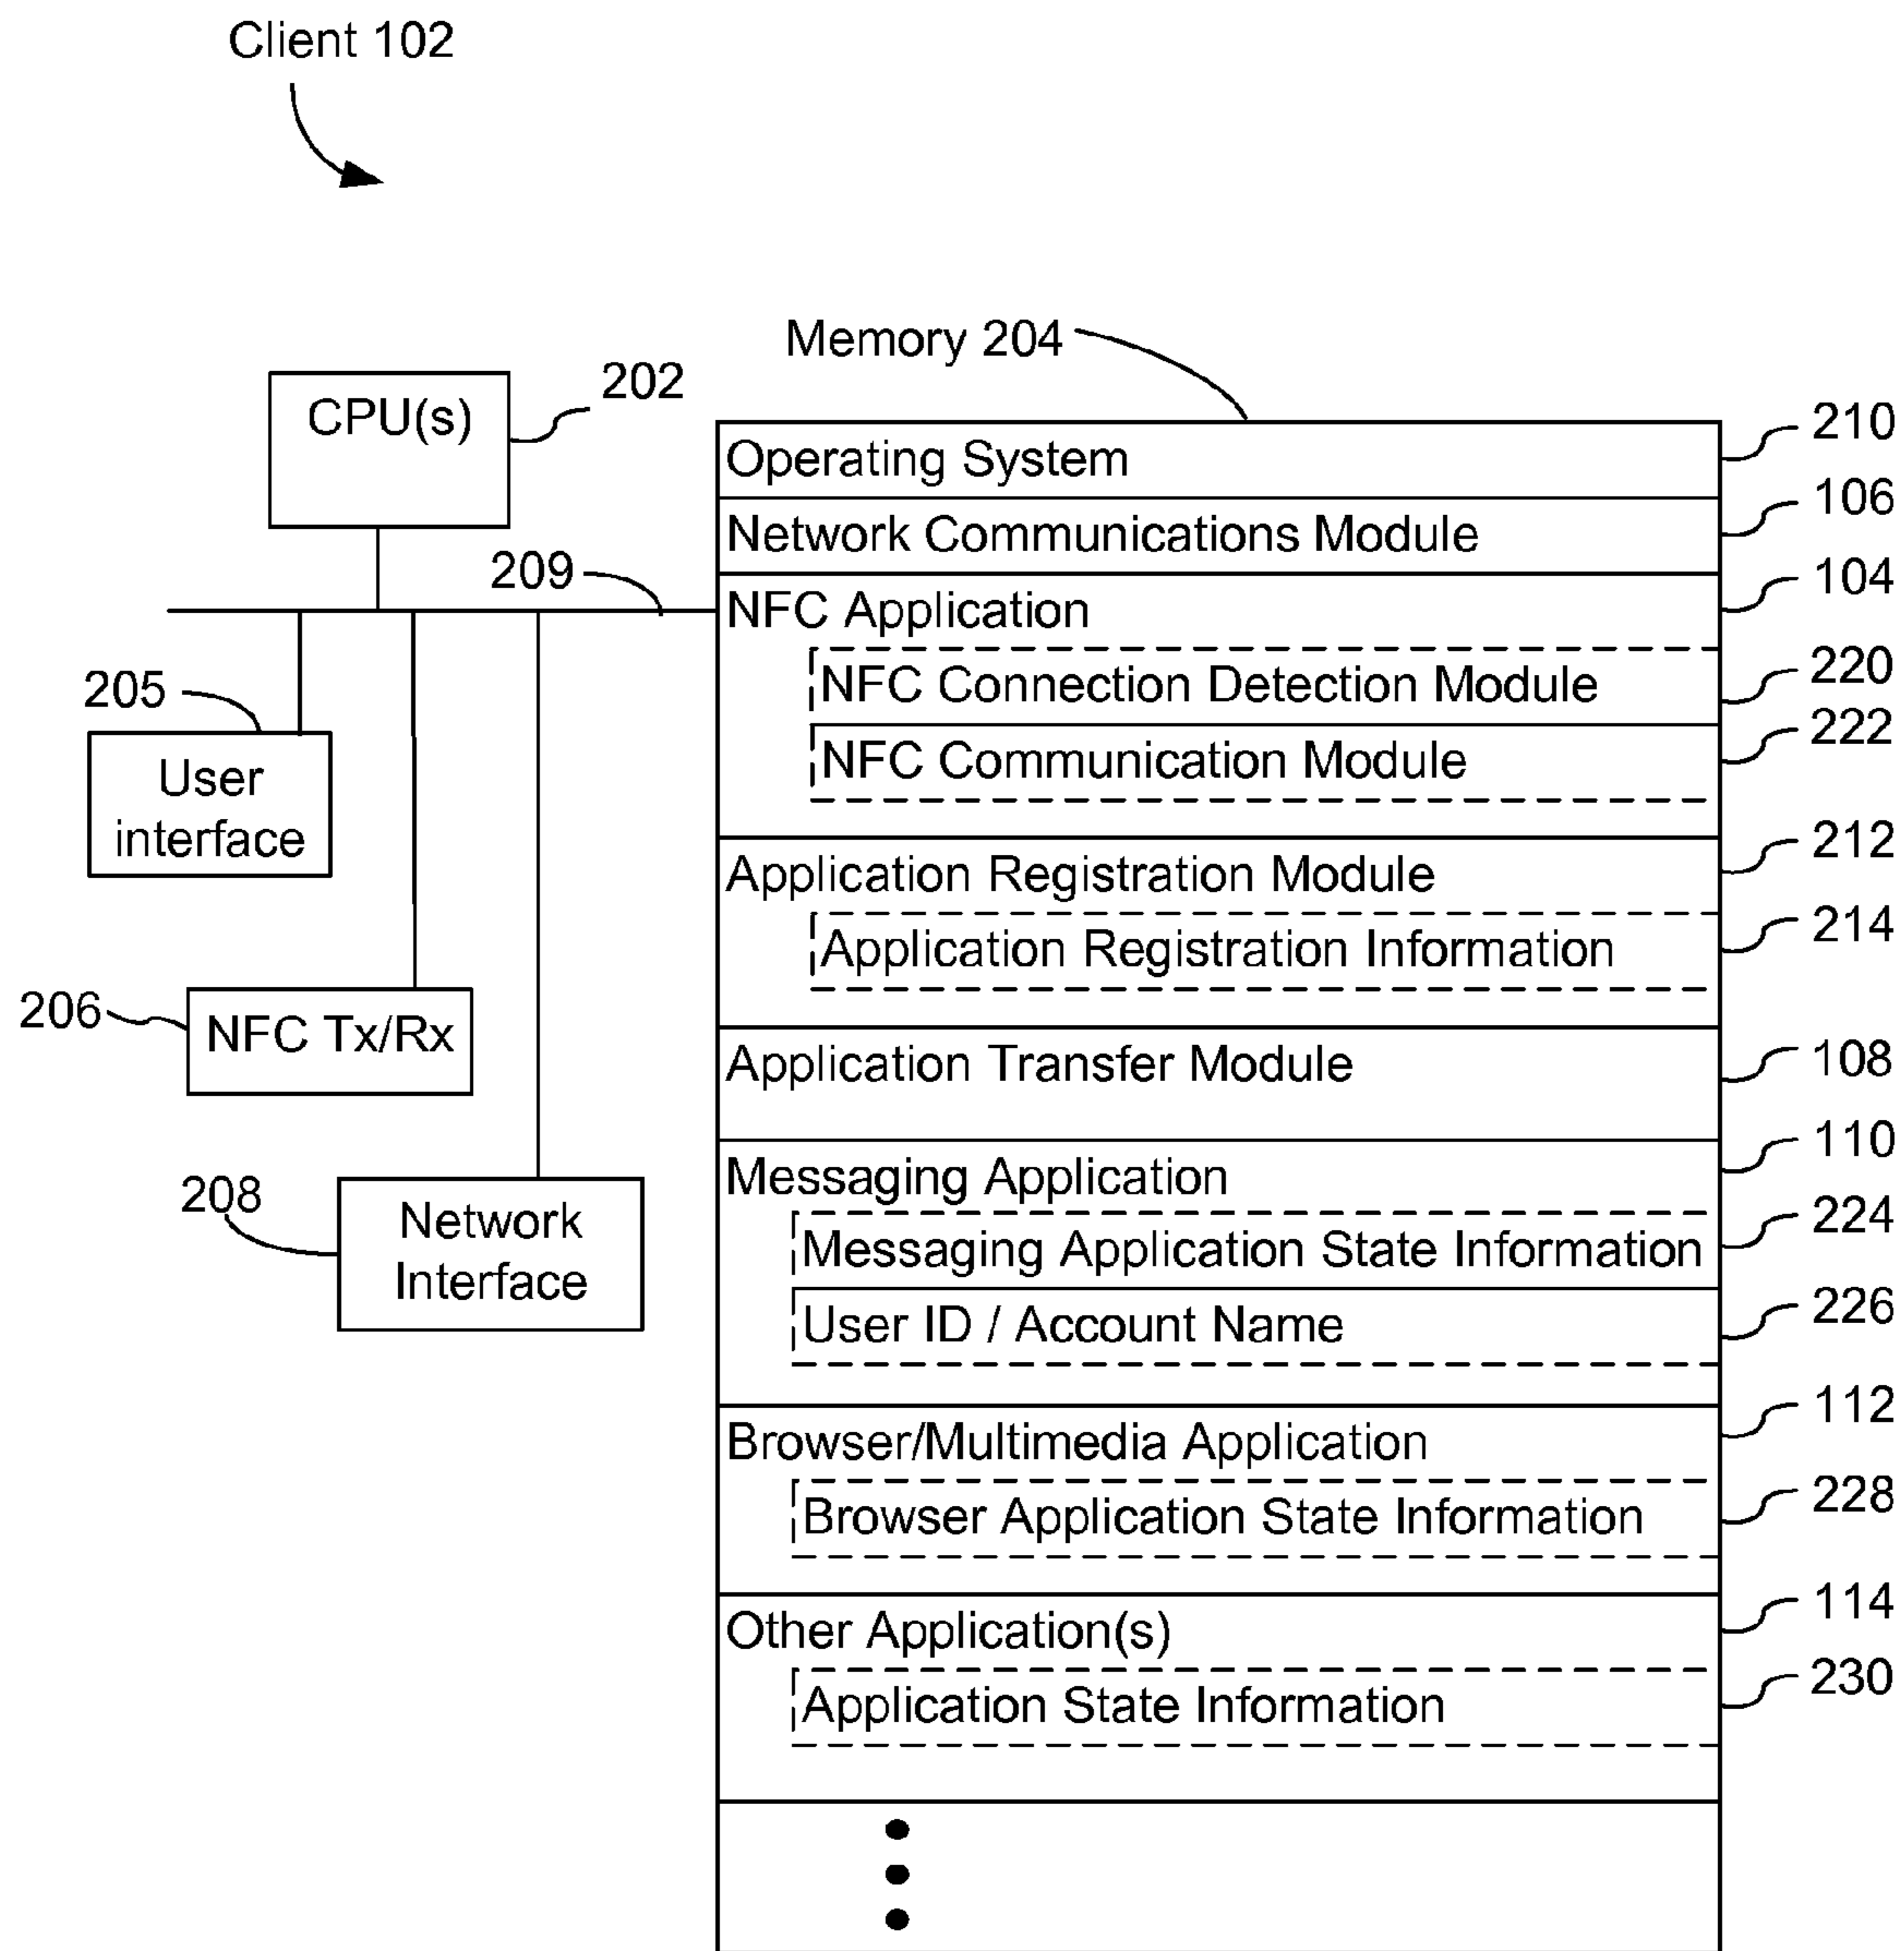 Client 102
Memory 204
CPU(s)
202
209
205
User
interface
206
NFC Tx/Rx
208
Network
Interface
Operating System
210
Network Communications Module
106
NFC Application
104
NFC Connection Detection Module
220
NFC Communication Module
222
Application Registration Module
212
Application Registration Information
214
Application Transfer Module
108
Messaging Application
110
Messaging Application State Information
224
User ID / Account Name
226
Browser/Multimedia Application
112
Browser Application State Information
228
Other Application(s)
114
Application State Information
230